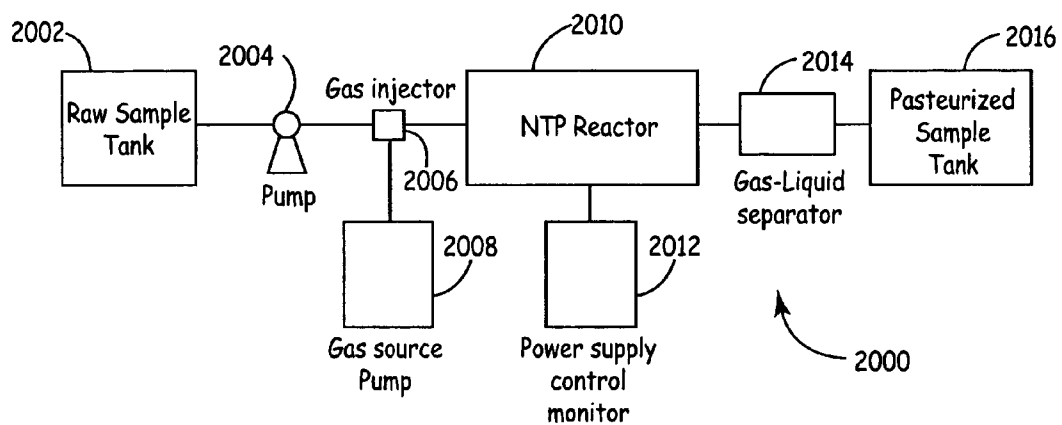 2002
2004
2010
2014
2016
Raw Sample
Tank
Gas injector
NTP Reactor
Pasteurized
Sample
Tank
2006
Pump
Gas-Liquid
separator
2008
2012
Gas source
Pump
Power supply
control
monitor
2000